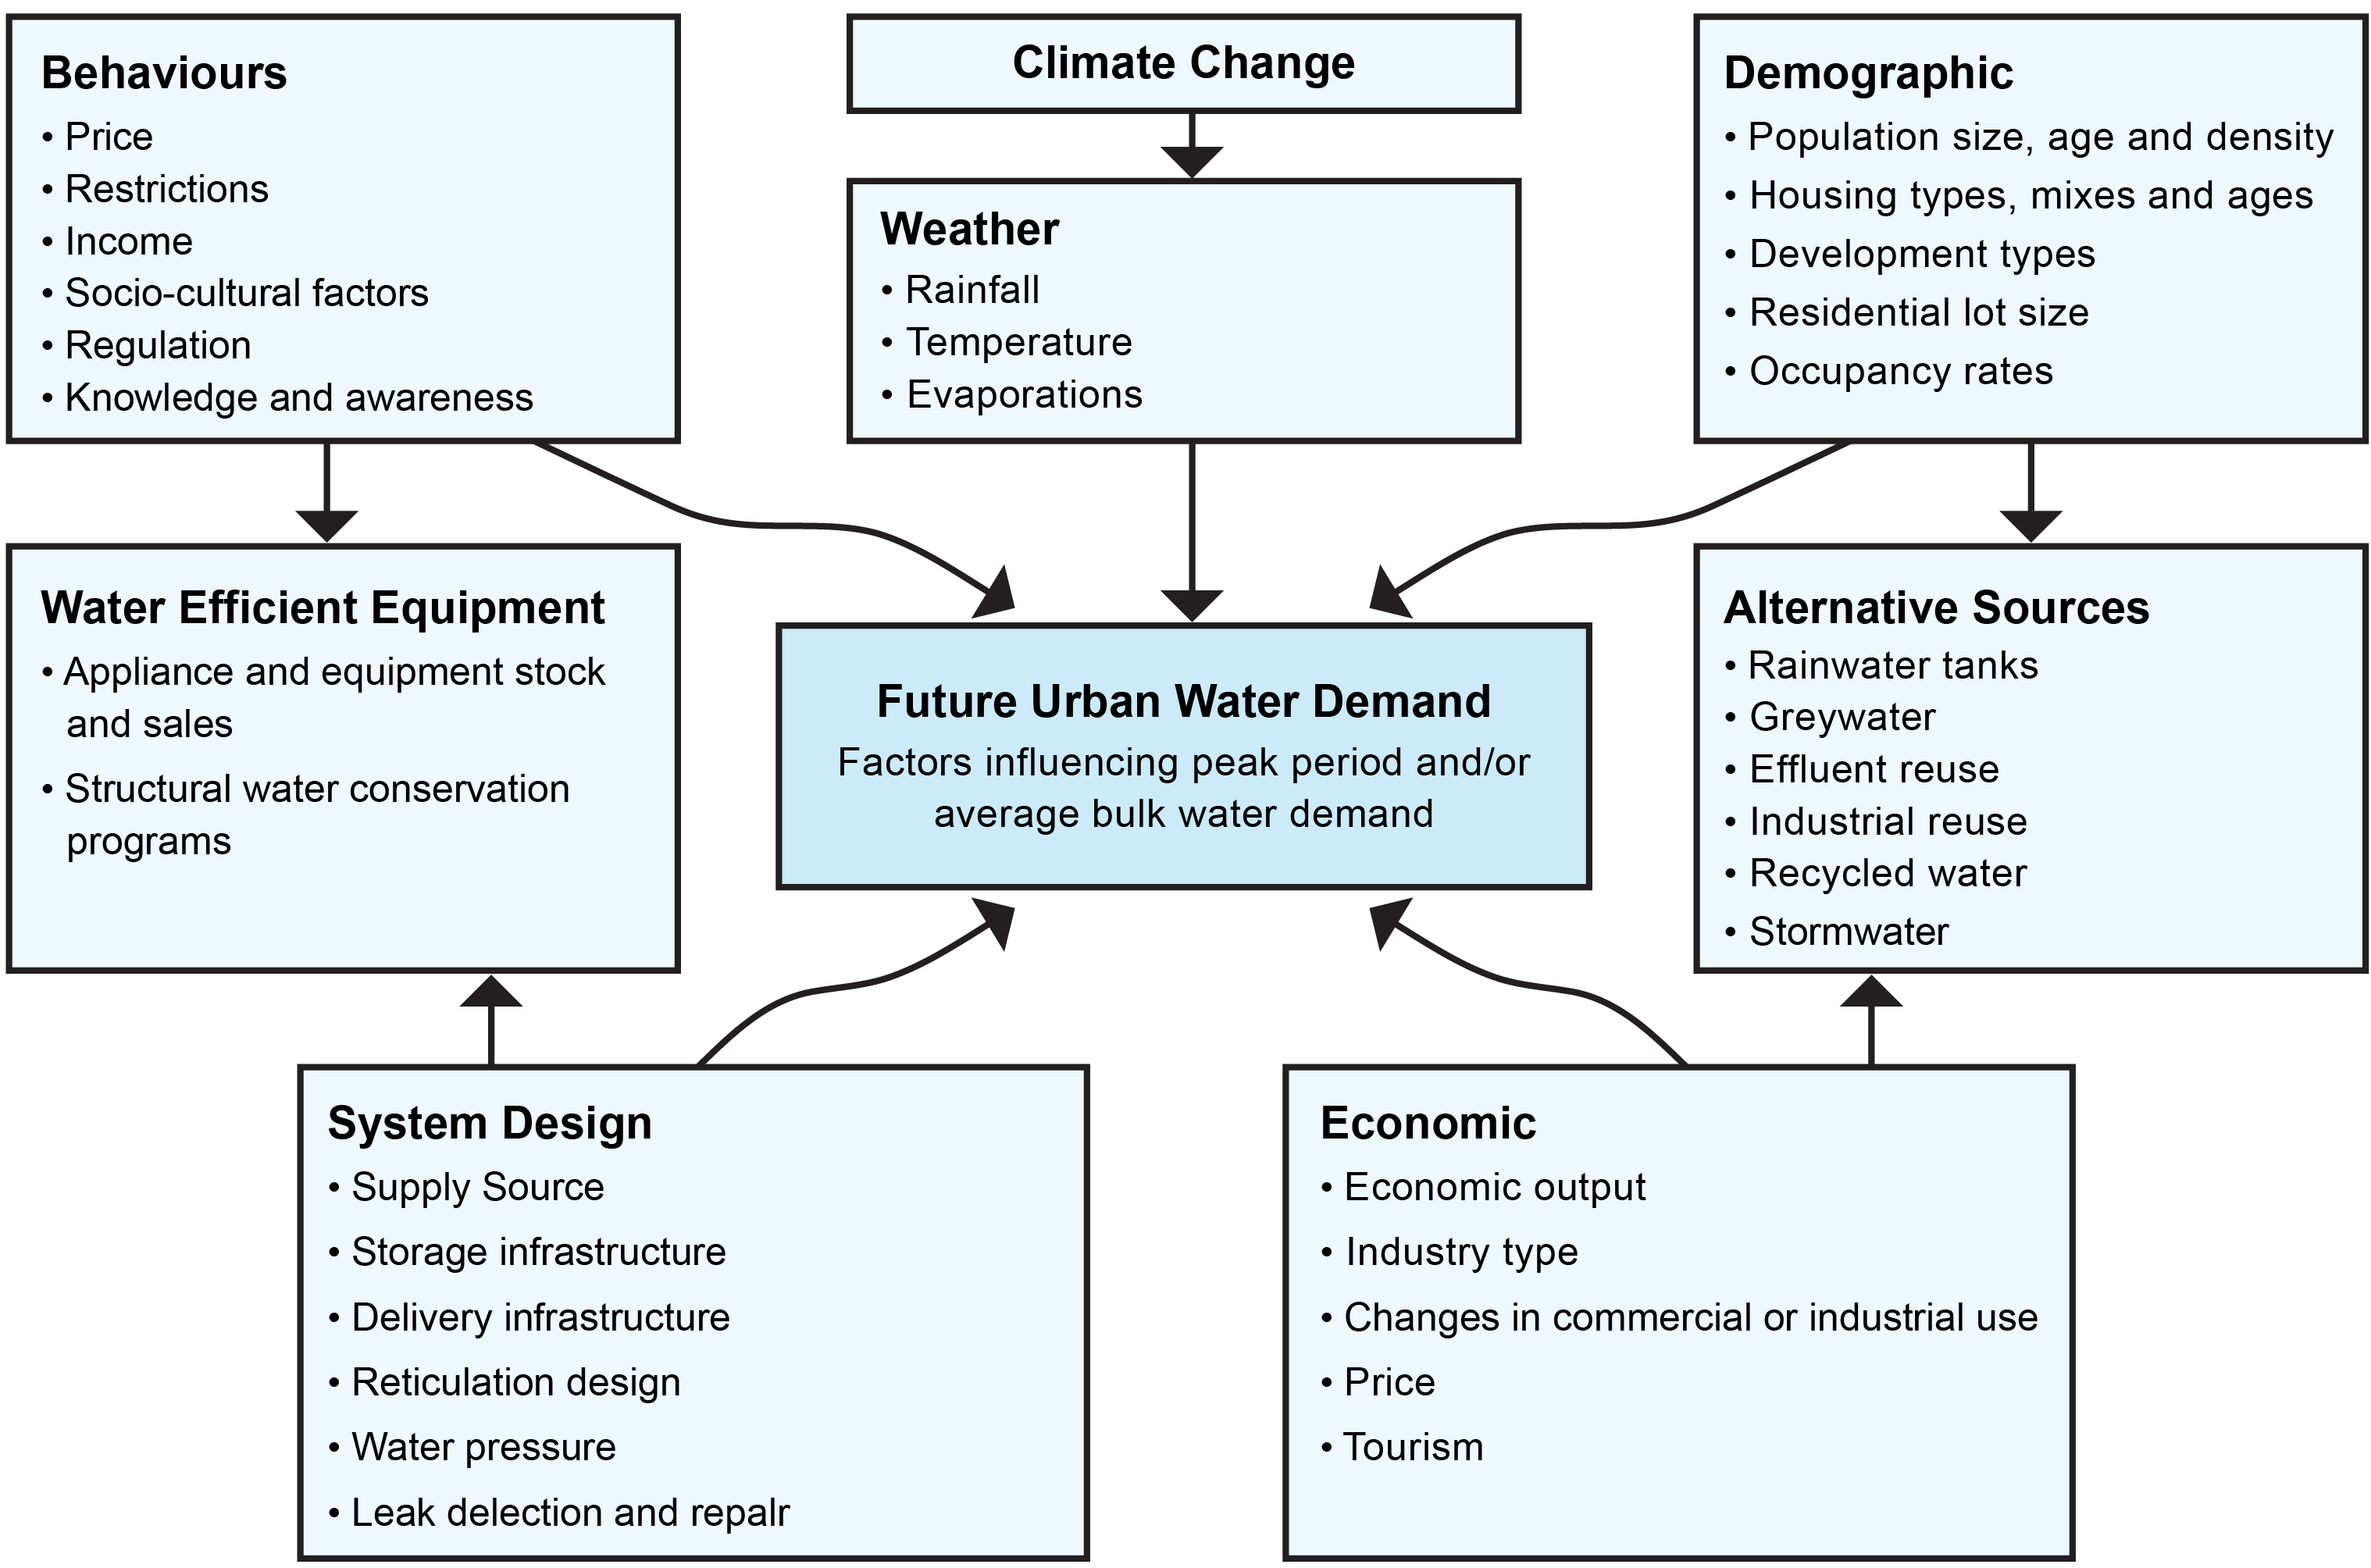 Behaviours
• Price
• Restrictions
• Income
• Socio-cultural factors
• Regulation
• Knowledge and awareness
Climate Change
Weather
• Rainfall
• Temperature
• Evaporations
Demographic
• Population size, age and density
• Housing types, mixes and ages
• Development types
• Residential lot size
• Occupancy rates
Water Efficient Equipment
• Appliance and equipment stock
and sales
• Structural water conservation
programs
Future Urban Water Demand
Factors influencing peak period and/or
average bulk water demand
Alternative Sources
• Rainwater tanks
• Greywater
• Effluent reuse
• Industrial reuse
• Recycled water
• Stormwater
System Design
• Supply Source
• Storage infrastructure
• Delivery infrastructure
• Reticulation design
• Water pressure
• Leak delection and repalr
Economic
• Economic output
• Industry type
• Changes in commercial or industrial use
• Price
• Tourism